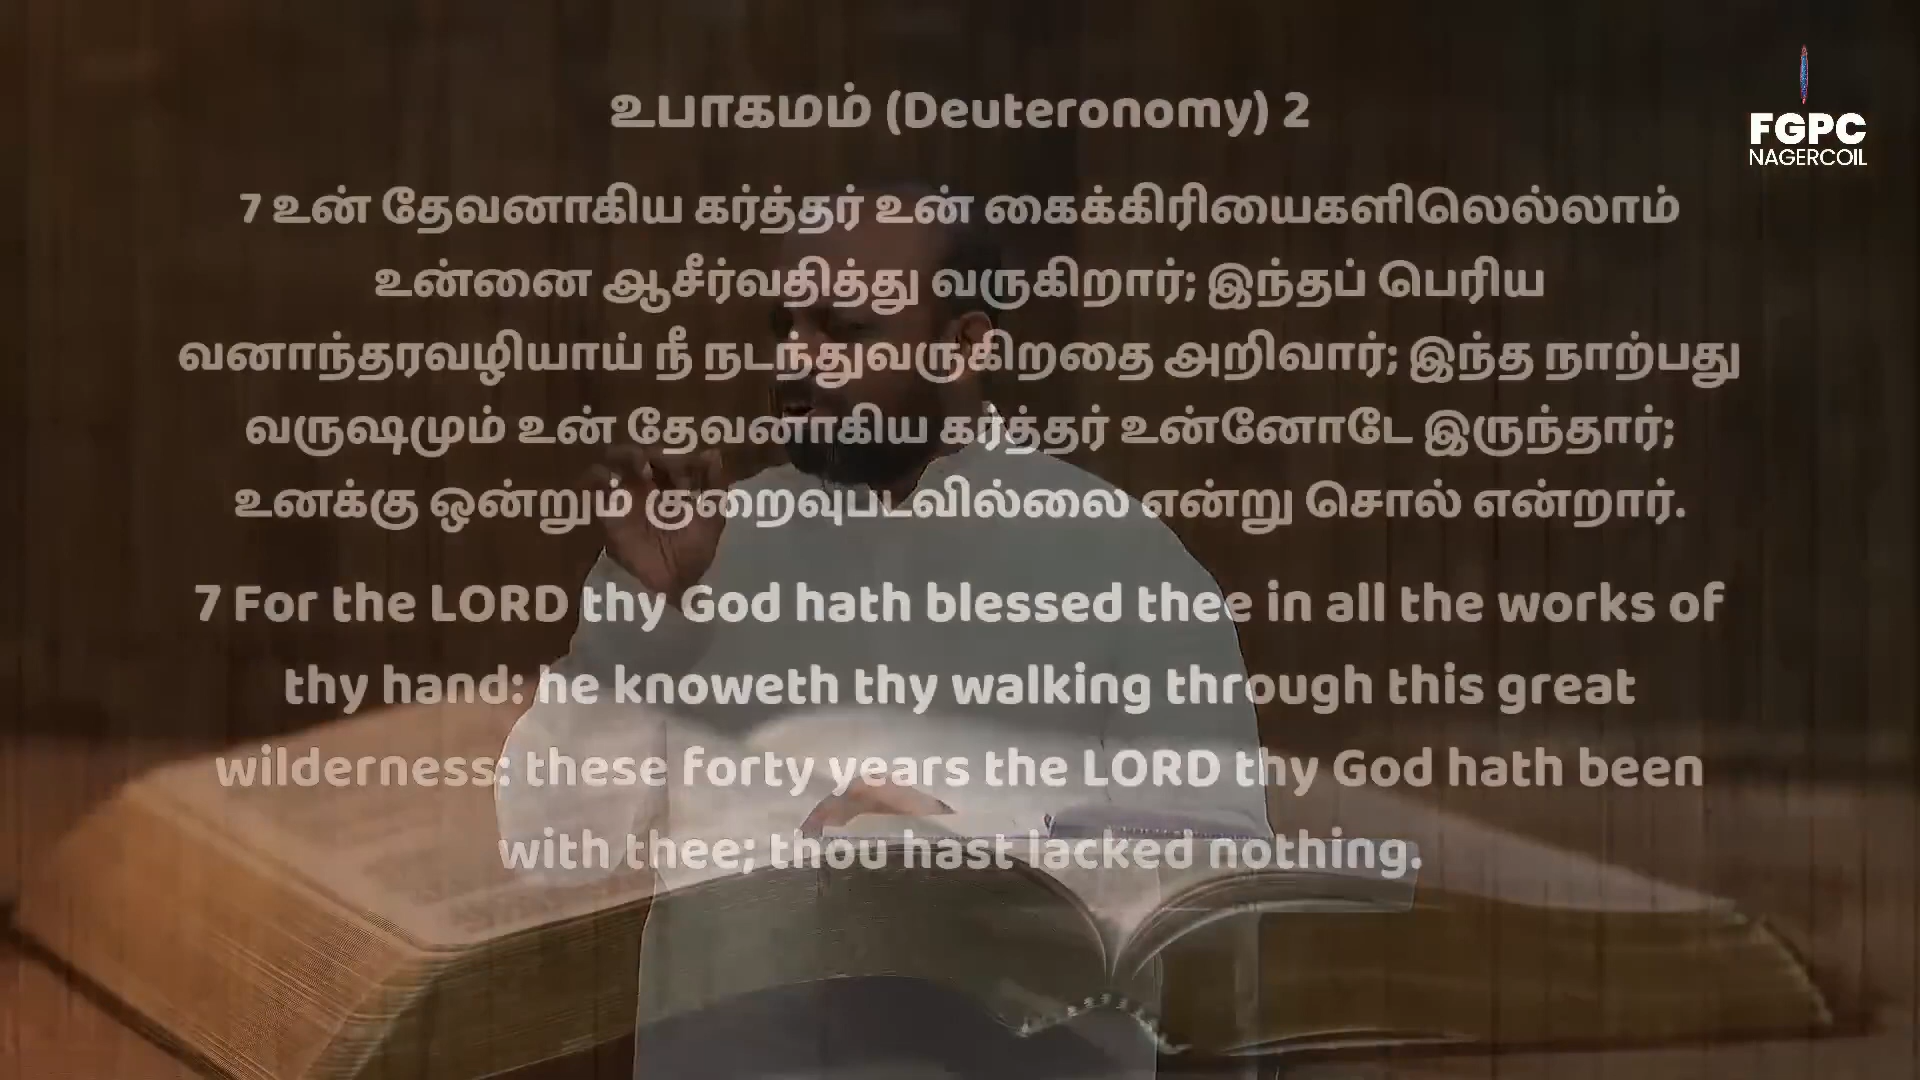 உபாகமம் (Deuteronomy) 2
FGPC
NAGERCOIL
7 உன் தேவனாகிய கர்த்தர் உன் கைக்கிரியைகளிலெல்லாம்
உன்னை ஆசீர்வதித்து வருகிறார்; இந்தப் பெரிய
வனாந்தரவழியாய் நீ நடந்துவருகிறதை அறிவார்; இந்த நாற்பது
வருஷமும் உன் தேவனாகிய கர்த்தர் உன்னோடே இருந்தார்;
உனக்கு ஒன்றும் குறைவுபடவில்லை என்று சொல் என்றார்.
7 For the LORD thy God hath blessed thee in all the works of
thy hand: he knoweth thy walking through this great
wilderness: these forty years the LORD thy God hath been
with thee; thou hast lacked nothing.